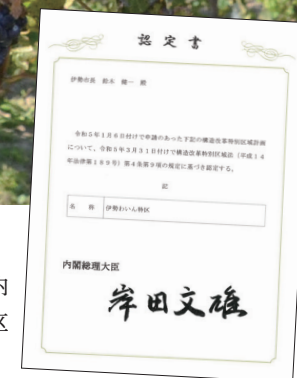 認定書
伊勢市長 鈴木 健一 殿
令和5年1月6日付けで申請のあった下記の構造改革特別区域計画
について、令和5年3月31日付けで構造改革特別区域法（平成14
年法律第189号）第4条第9項の規定に基づき認定する。
記
名 称 伊勢わいん特区
内閣総理大臣
岸田文雄
内
区